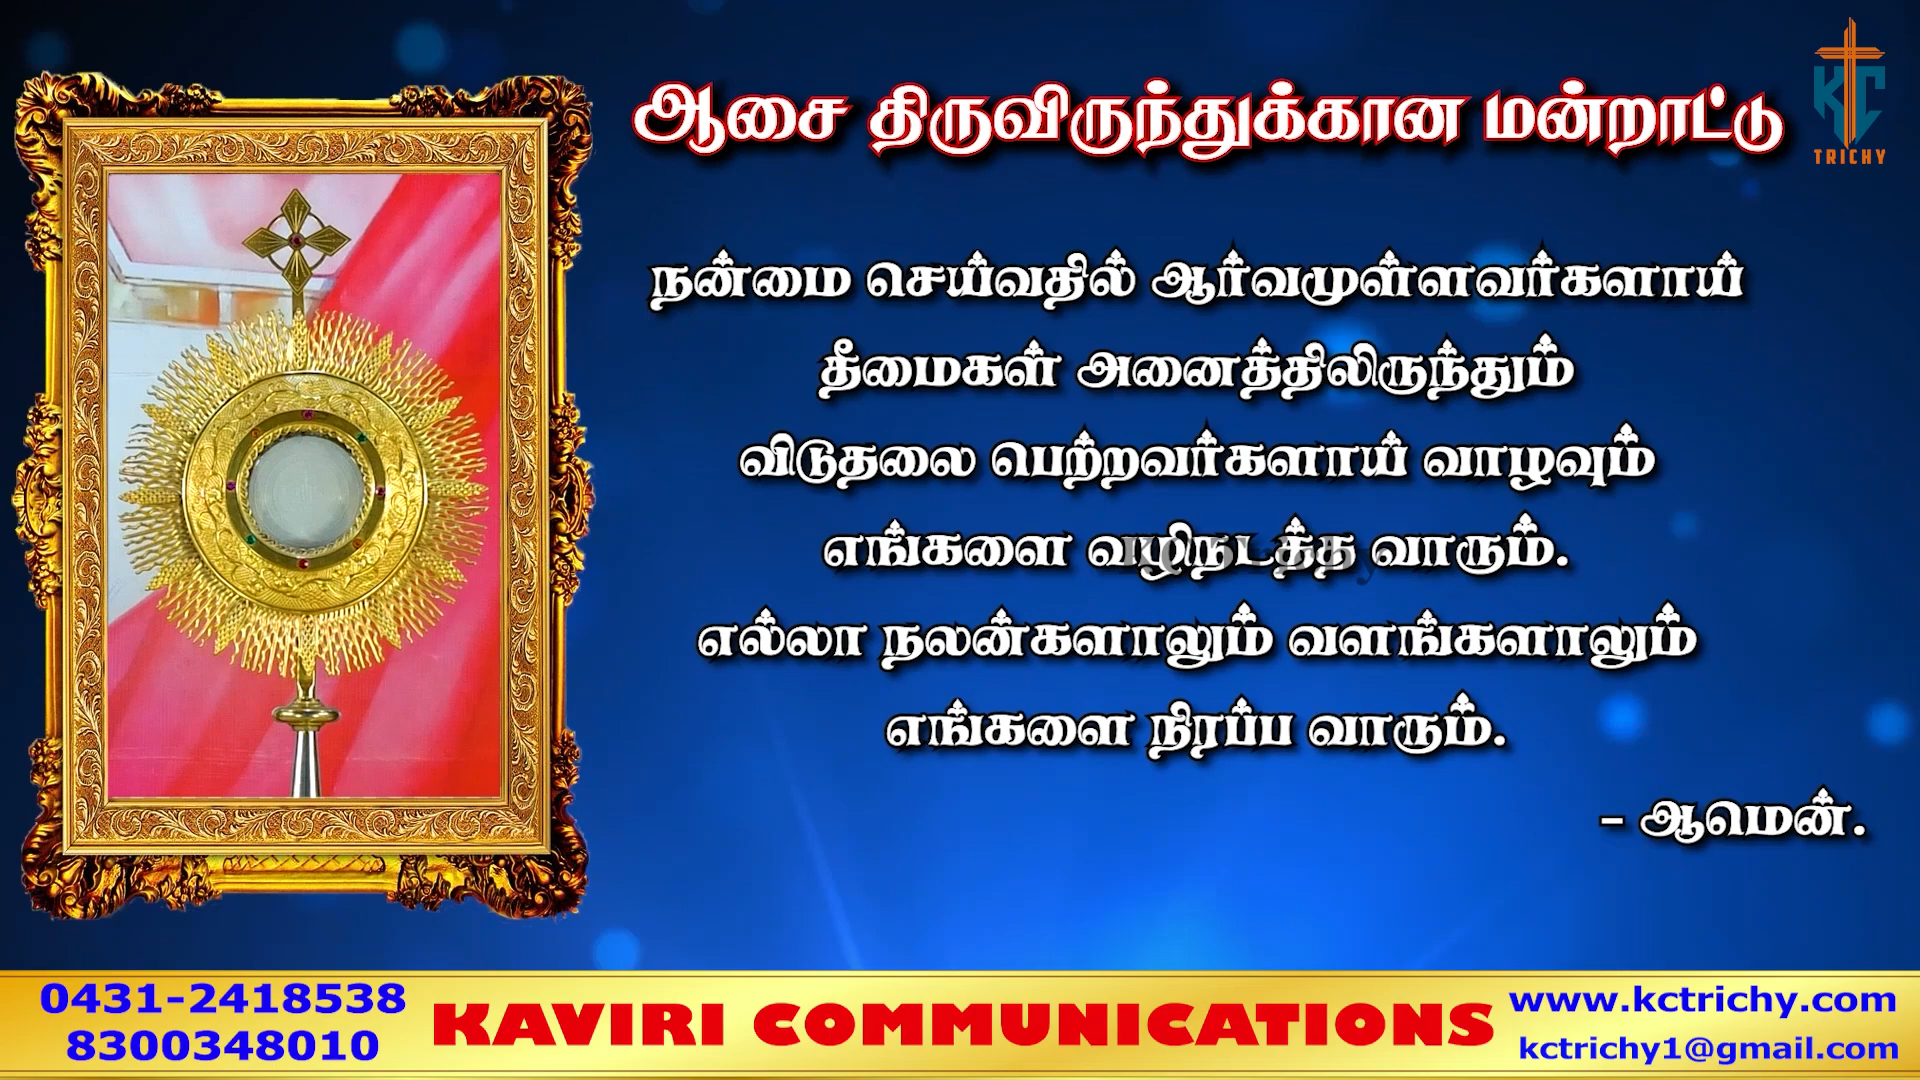 ஆசை திருவிருந்துக்கான மன்றாட்டு
KTC
TRICHY
நன்மை செய்வதில் ஆர்வமுள்ளவர்களாய்
தீமைகள் அனைத்திலிருந்தும்
விடுதலை பெற்றவர்களாய் வாழவும்
எங்களை வழிநடத்த வாரும்.
எல்லா நலன்களாலும் வளங்களாலும்
எங்களை நிரப்ப வாரும்.
- ஆமென்.
0431-2418538
8300348010
KAVIRI COMMUNICATIONS
www.kctrichy.com
kctrichy1@gmail.com